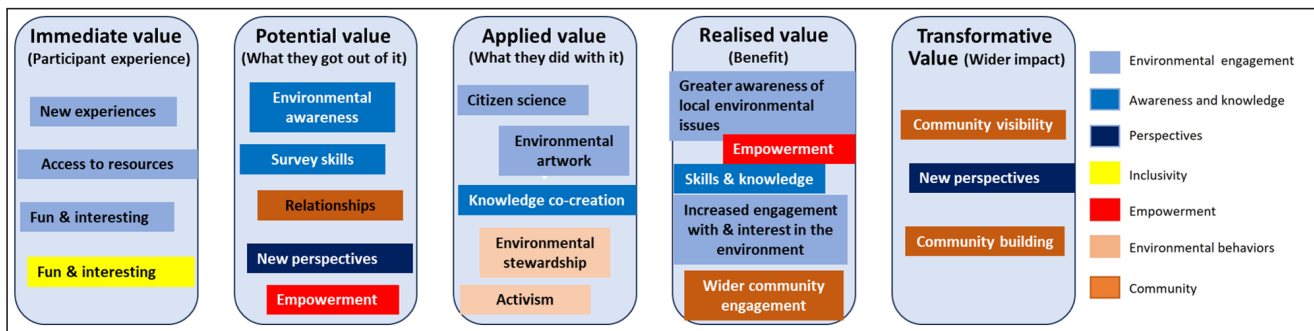 Immediate value
(Participant experience)
New experiences
Access to resources
Fun & interesting
Fun & interesting
Potential value
(What they got out of it)
Environmental
awareness
Survey skills
Relationships
New perspectives
Empowerment
Applied value
(What they did with it)
Citizen science
Environmental
artwork
Knowledge co-creation
Environmental
stewardship
Activism
Realised value
(Benefit)
Greater awareness of
local environmental
issues
Empowerment
Skills & knowledge
Increased engagement
with & interest in the
environment
Wider community
engagement
Transformative
Value (Wider impact)
Community visibility
New perspectives
Community building
Environmental engagement
Awareness and knowledge
Perspectives
Inclusivity
Empowerment
Environmental behaviors
Community